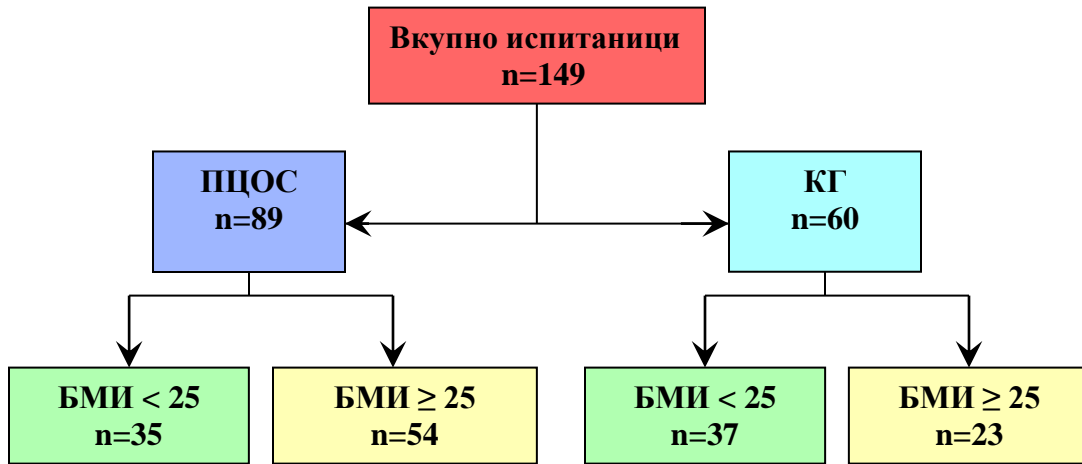 Вкупно испитаници
n=149
ПЦОС
n=89
КГ
n=60
БМИ < 25
n=35
БМИ ≥ 25
n=54
БМИ < 25
n=37
БМИ ≥ 25
n=23